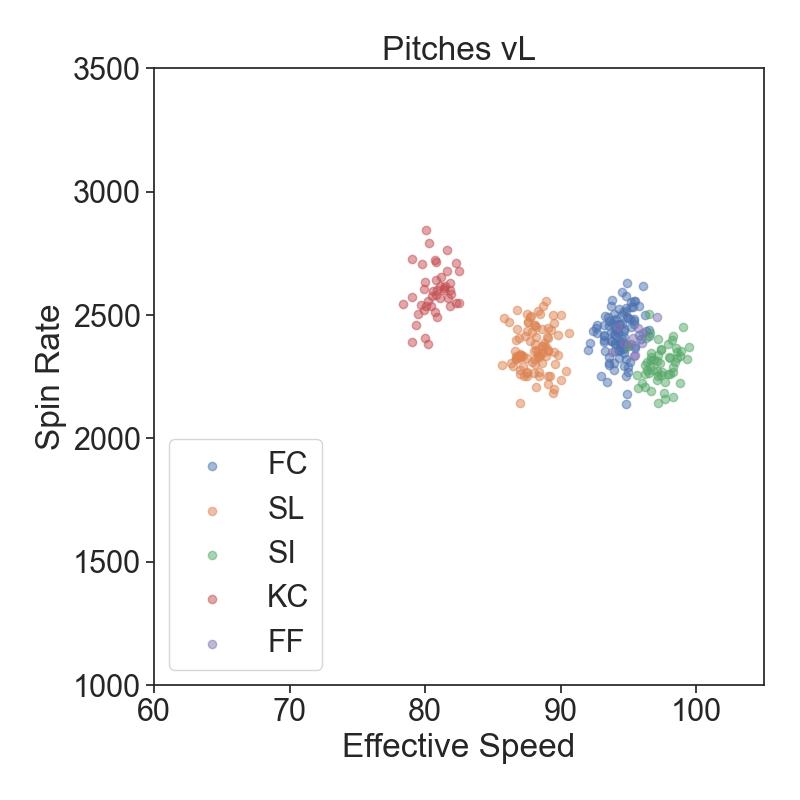 Pitches vL
3500
3000
2500
2000
1500
1000
Spin Rate
FC
SL
SI
KC
FF
60 70 80 90 100
Effective Speed